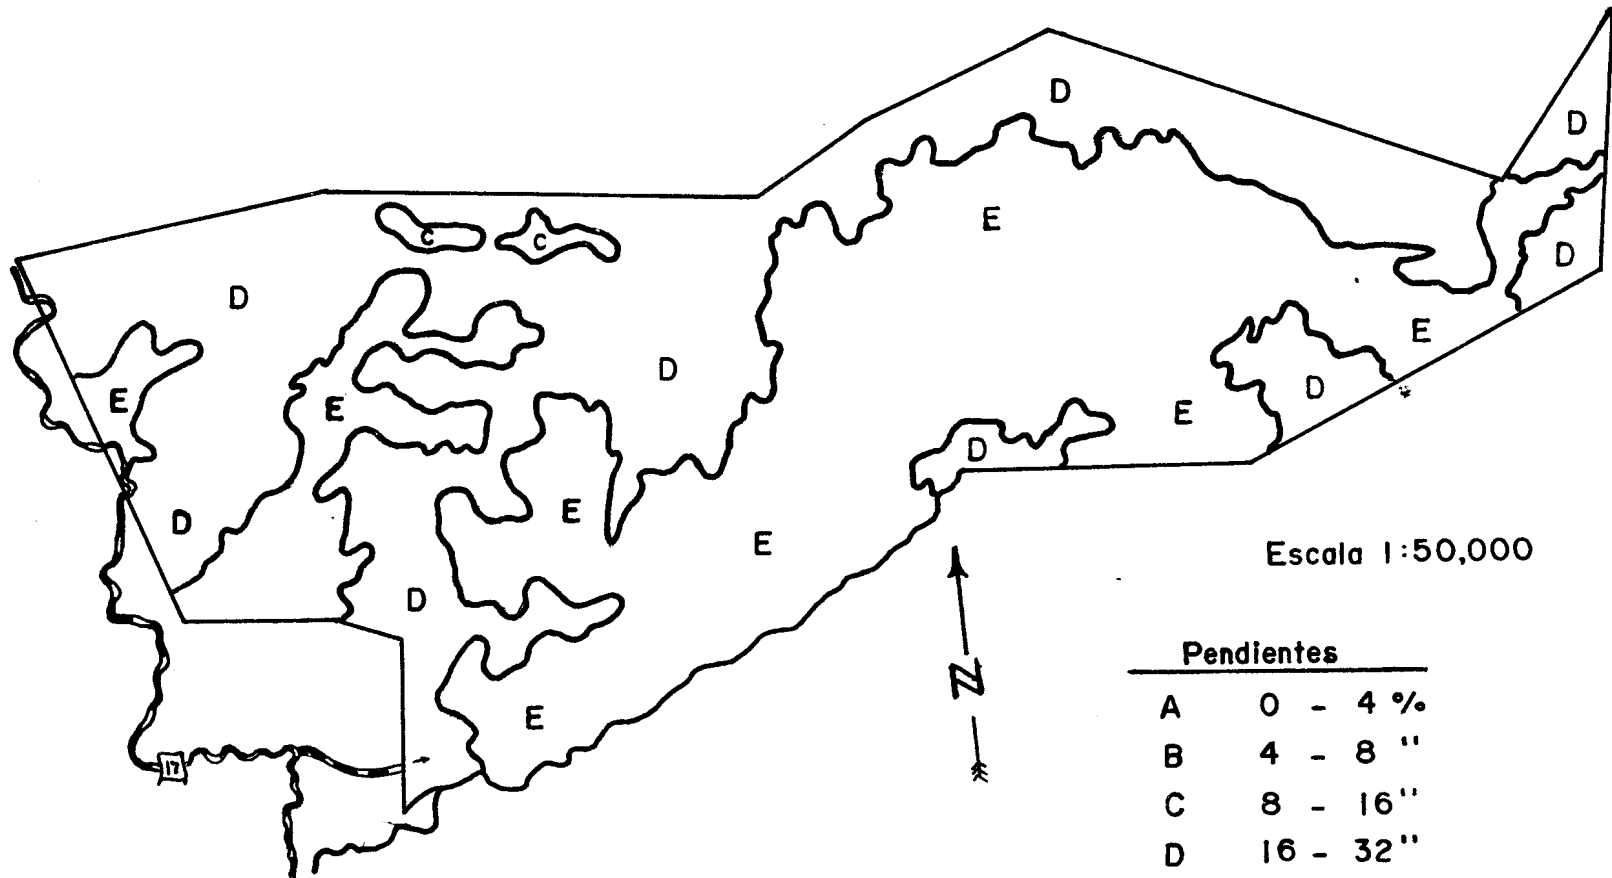 D
D
E
C C
D
D
E
D
E
E
D
E
E
D
D
E
D
E
D
E
Escala 1:50,000
N
17
Pendientes
A 0 - 4 %
B 4 - 8 "
C 8 - 16"
D 16 - 32"